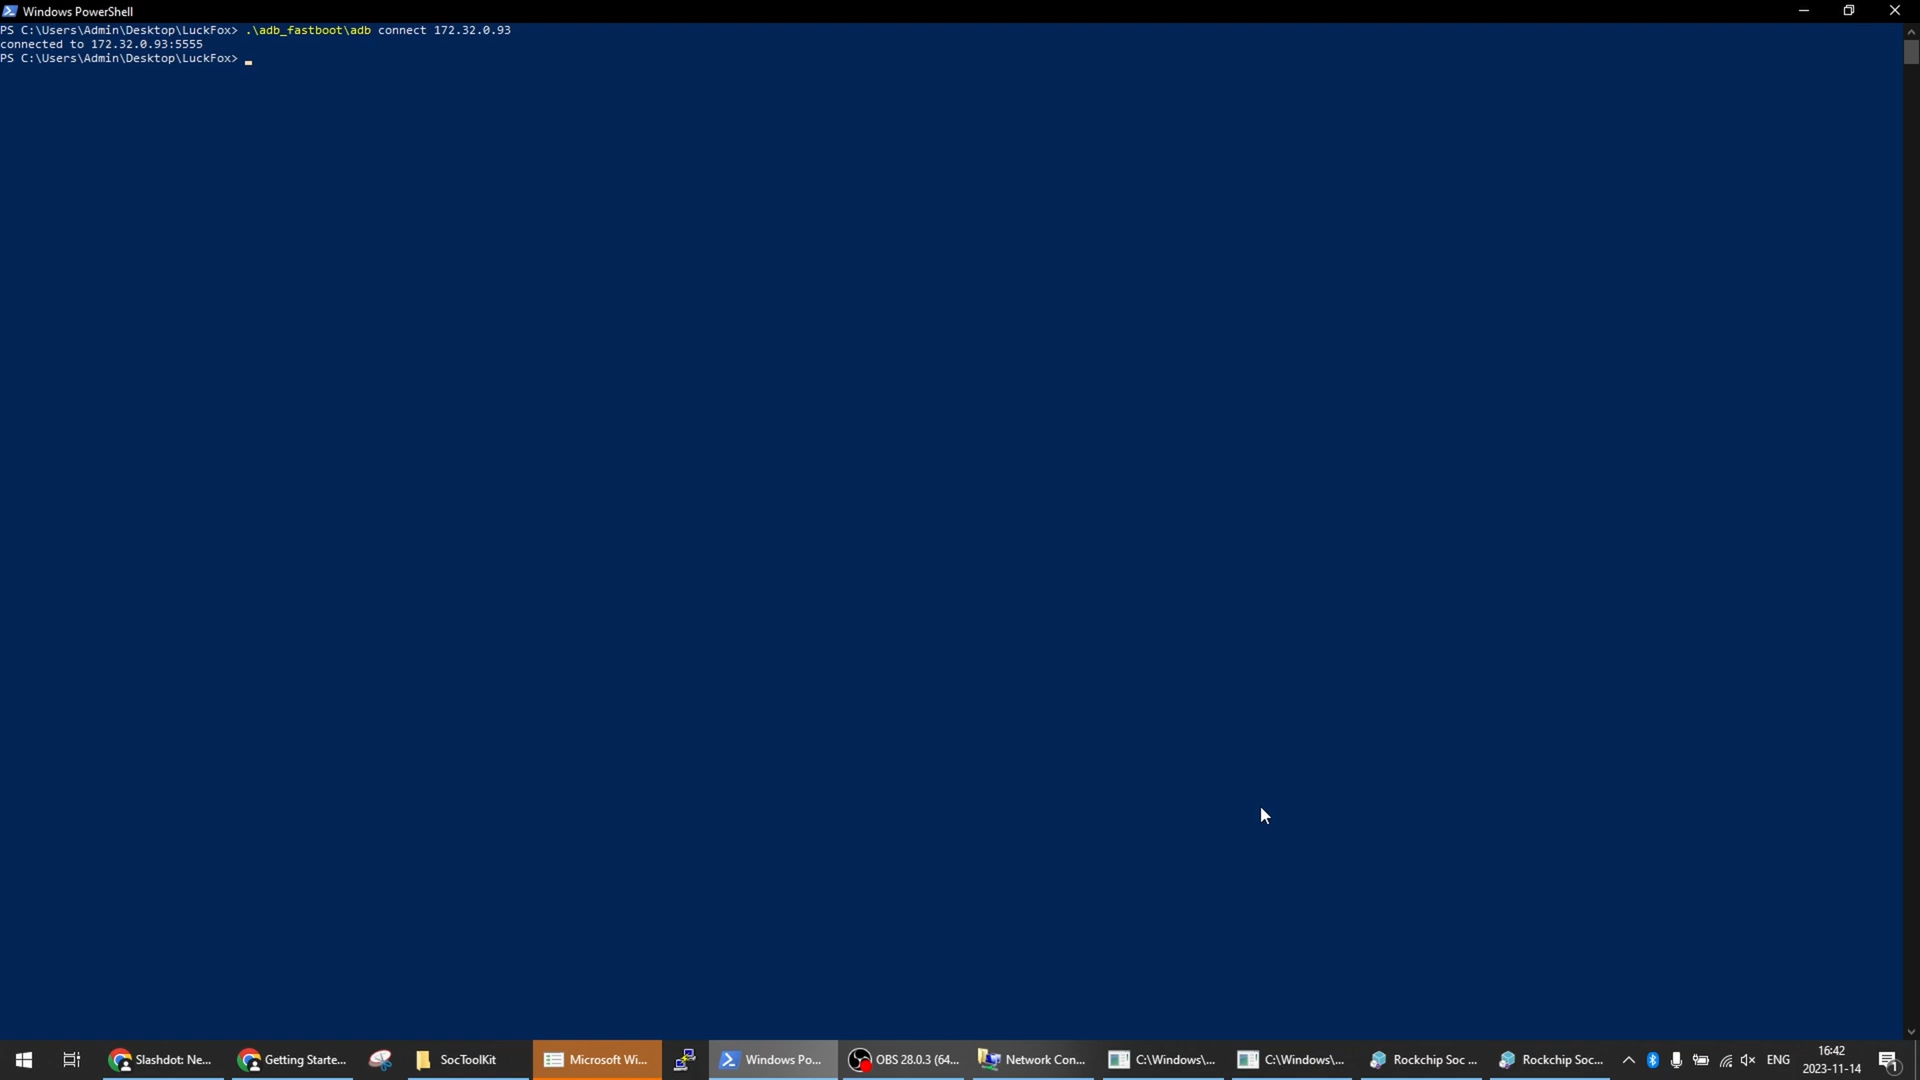 Windows PowerShell
PS C:\Users\Admin\Desktop\LuckFox> .\adb_fastboot\adb connect 172.32.0.93
connected to 172.32.0.93:5555
PS C:\Users\Admin\Desktop\LuckFox>
Slashdot: Ne...
Getting Starte...
SocToolKit
Microsoft Wi...
Windows Po...
OBS 28.0.3 (64...
Network Con...
C:\Windows\...
C:\Windows\...
Rockchip Soc ...
Rockchip Soc...
ENG
16:42
2023-11-14
1